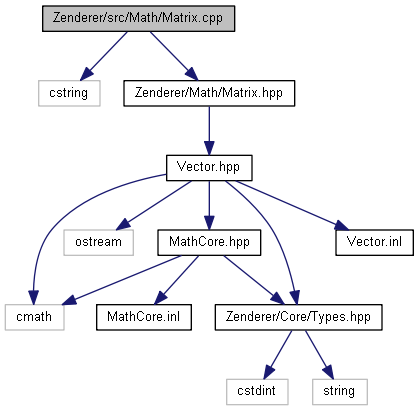 Zenderer/src/Math/Matrix.cpp
cstring
Zenderer/Math/Matrix.hpp
Vector.hpp
ostream
MathCore.hpp
Vector.inl
cmath
MathCore.inl
Zenderer/Core/Types.hpp
cstdint
string